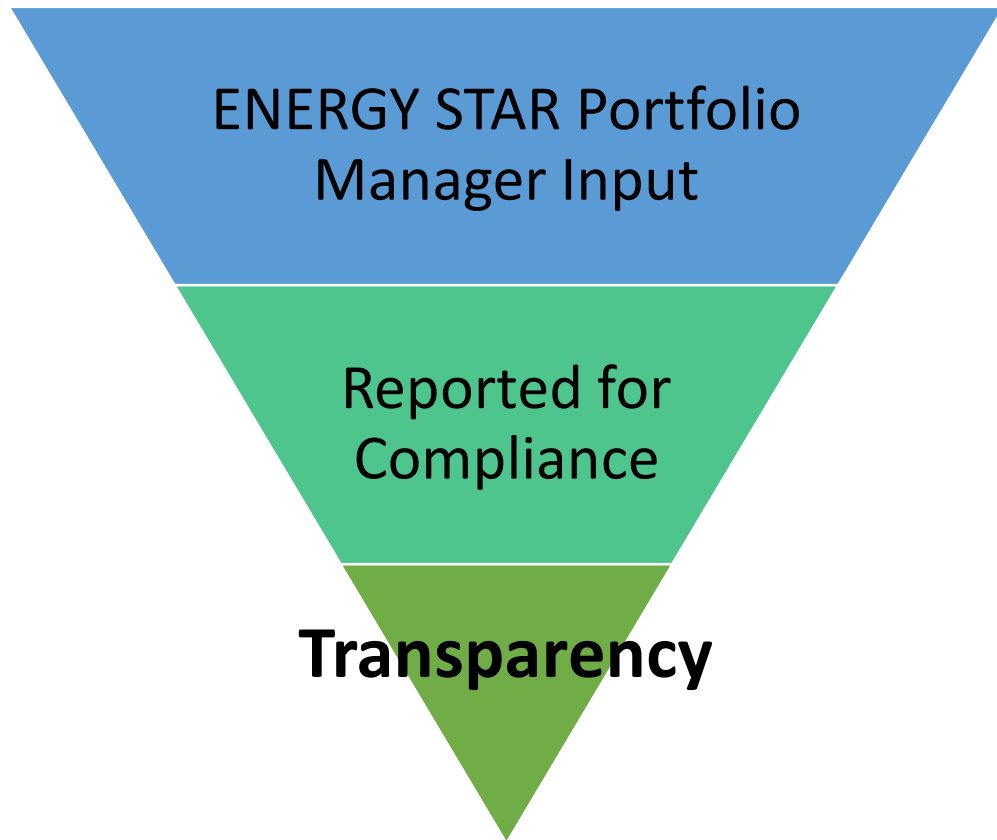 ENERGY STAR Portfolio
Manager Input
Reported for
Compliance
Transparency